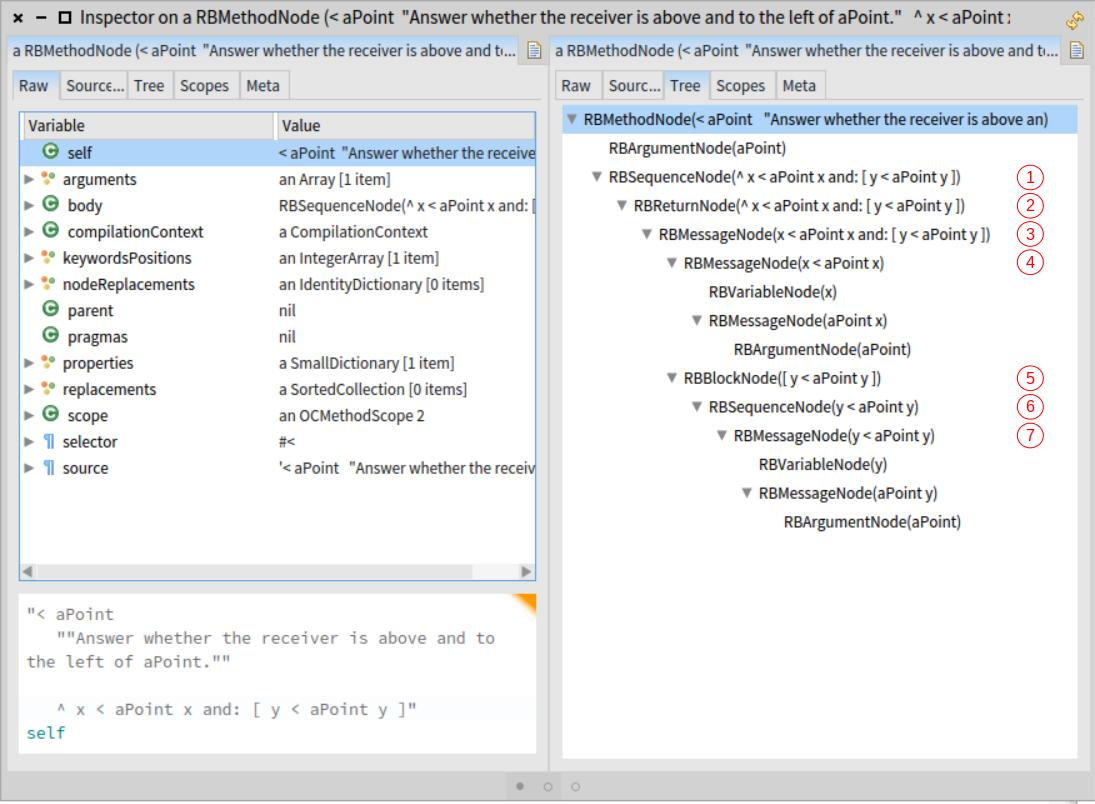 Inspector on a RBMethodNode (< aPoint "Answer whether the receiver is above and to the left of aPoint." ^ x < aPoint
a RBMethodNode (< aPoint "Answer whether the receiver is above and t...
Raw Source... Tree Scopes Meta
Variable Value
self < aPoint "Answer whether the receive
arguments an Array [1 item]
body RBSequenceNode(^ x < aPoint x and: [
compilationContext a CompilationContext
keywordsPositions an IntegerArray [1 item]
nodeReplacements an IdentityDictionary [0 items]
parent nil
pragmas nil
properties a SmallDictionary [1 item]
replacements a SortedCollection [0 items]
scope an OCMethodScope 2
selector #<
source '< aPoint "Answer whether the receiv
"< aPoint
""Answer whether the receiver is above and to
the left of aPoint.""
^ x < aPoint x and: [ y < aPoint y ]"
self
a RBMethodNode (< aPoint "Answer whether the receiver is above and t...
Raw Sourc... Tree Scopes Meta
RBMethodNode(< aPoint "Answer whether the receiver is above an)
RBArgumentNode(aPoint)
RBSequenceNode(^ x < aPoint x and: [ y < aPoint y ]) 1
RBReturnNode(^ x < aPoint x and: [ y < aPoint y ]) 2
RBMessageNode(x < aPoint x and: [ y < aPoint y ]) 3
RBMessageNode(x < aPoint x) 4
RBVariableNode(x)
RBMessageNode(aPoint x)
RBArgumentNode(aPoint)
RBBlockNode([ y < aPoint y ]) 5
RBSequenceNode(y < aPoint y) 6
RBMessageNode(y < aPoint y) 7
RBVariableNode(y)
RBMessageNode(aPoint y)
RBArgumentNode(aPoint)